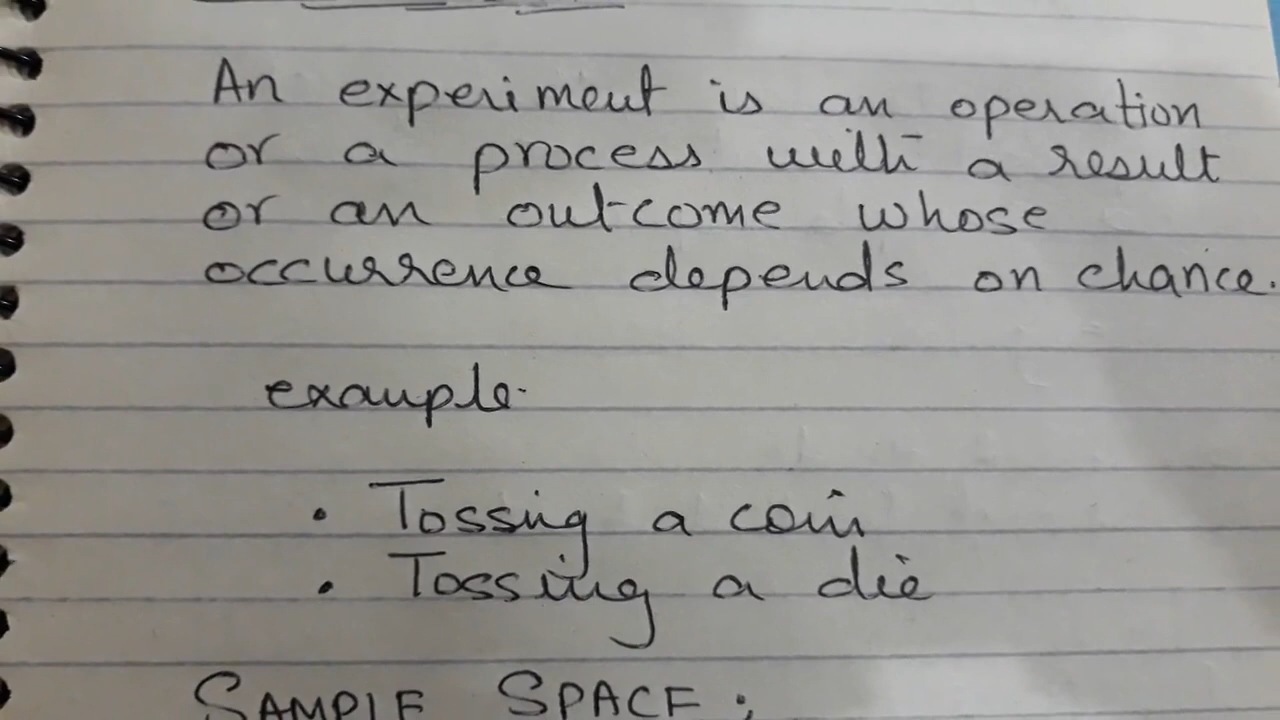 An experiment is an operation
or a process with a result
or an outcome whose
occurrence depends on chance.
example.
• Tossing a coin
• Tossing a die
SAMPLE SPACE: